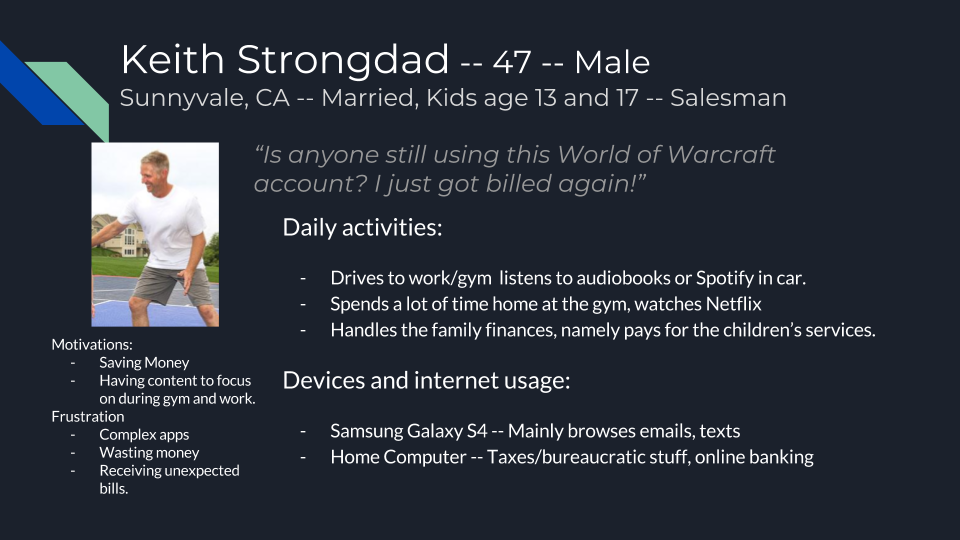 Keith Strongdad -- 47 -- Male
Sunnyvale, CA -- Married, Kids age 13 and 17 -- Salesman
“Is anyone still using this World of Warcraft
account? I just got billed again!”
Daily activities:
- Drives to work/gym  listens to audiobooks or Spotify in car.
- Spends a lot of time home at the gym, watches Netflix
- Handles the family finances, namely pays for the children’s services.
Devices and internet usage:
- Samsung Galaxy S4 -- Mainly browses emails, texts
- Home Computer -- Taxes/bureaucratic stuff, online banking
Motivations:
- Saving Money
- Having content to focus
on during gym and work.
Frustration
- Complex apps
- Wasting money
- Receiving unexpected
bills.